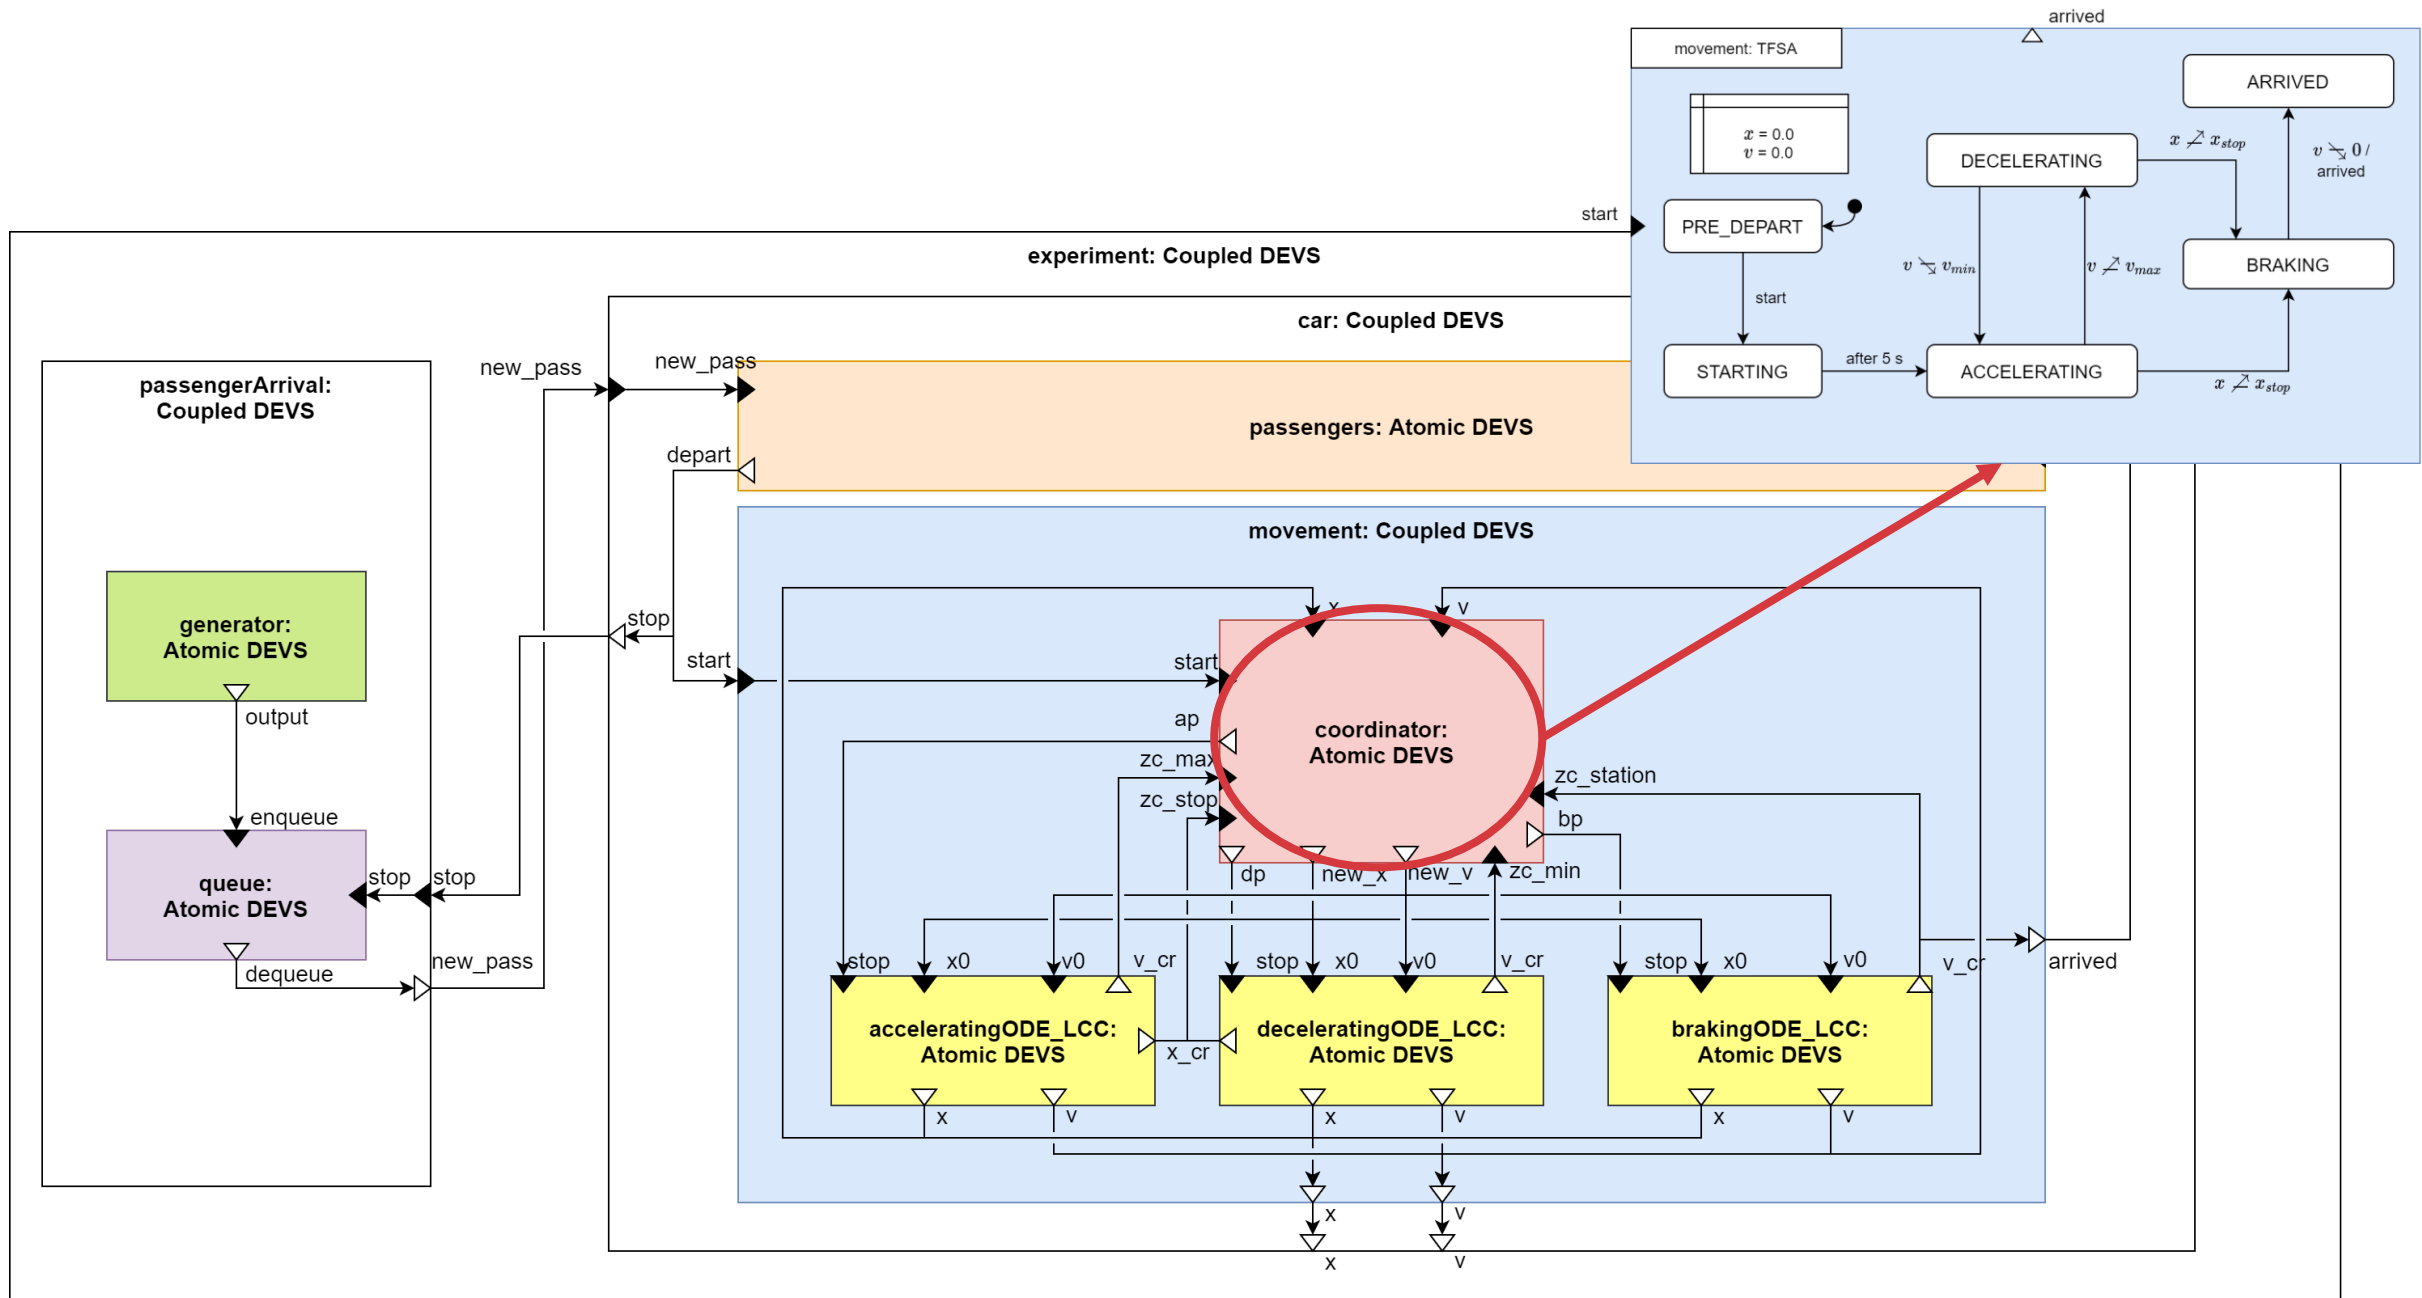 arrived
movement: TFSA
ARRIVED
x = 0.0
v = 0.0
DECELERATING
x ↗̸ x_stop
v ↘̸ 0 /
arrived
start
PRE_DEPART
experiment: Coupled DEVS
v ↘̸ v_min
v ↗̸ v_max
BRAKING
start
car: Coupled DEVS
new_pass
new_pass
after 5 s
STARTING
ACCELERATING
x ↗̸ x_stop
passengerArrival:
Coupled DEVS
passengers: Atomic DEVS
depart
movement: Coupled DEVS
x
v
generator:
Atomic DEVS
stop
start
start
output
ap
coordinator:
Atomic DEVS
zc_max
zc_station
zc_stop
bp
enqueue
queue:
Atomic DEVS
stop
stop
dp
new_x
new_v
zc_min
dequeue
new_pass
stop
x0
v0
v_cr
stop
x0
v0
v_cr
stop
x0
v0
v_cr
arrived
acceleratingODE_LCC:
Atomic DEVS
x_cr
deceleratingODE_LCC:
Atomic DEVS
brakingODE_LCC:
Atomic DEVS
x
v
x
v
x
v
x
v
x
v